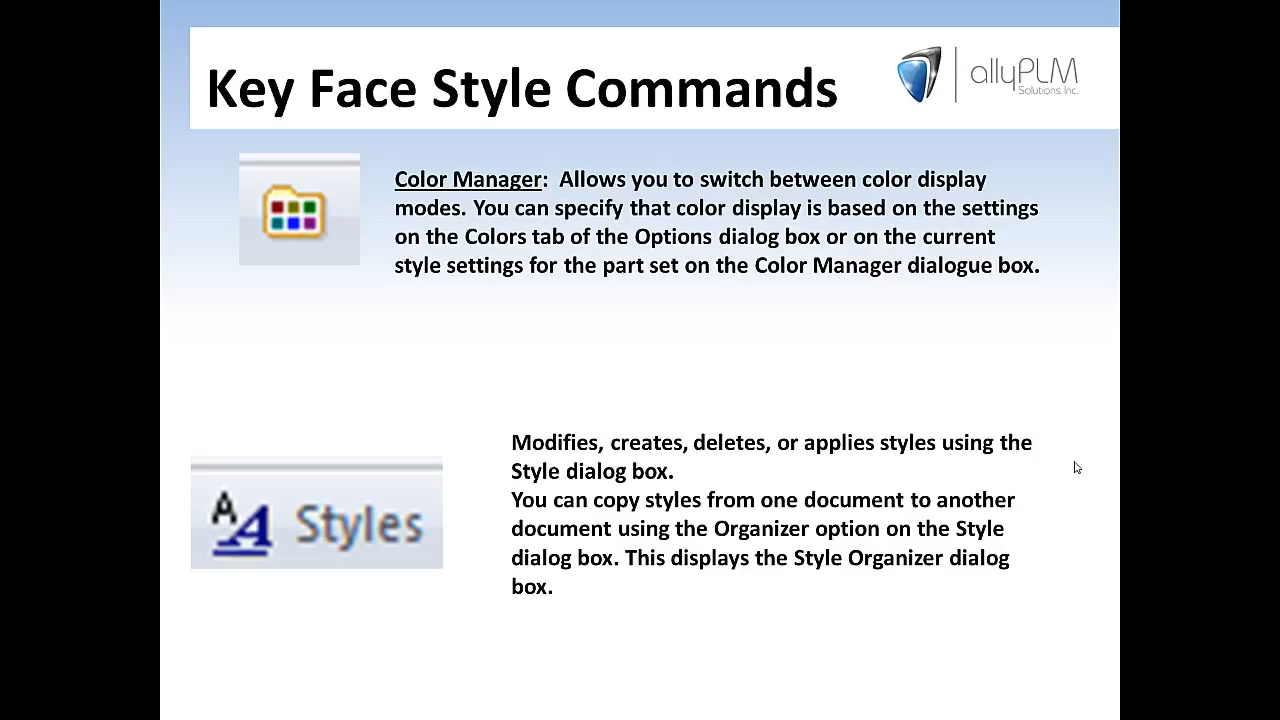 Key Face Style Commands
allyPLM
Solutions Inc.
Color Manager:  Allows you to switch between color display
modes. You can specify that color display is based on the settings
on the Colors tab of the Options dialog box or on the current
style settings for the part set on the Color Manager dialogue box.
Modifies, creates, deletes, or applies styles using the
Style dialog box.
You can copy styles from one document to another
document using the Organizer option on the Style
dialog box. This displays the Style Organizer dialog
box.
AA Styles